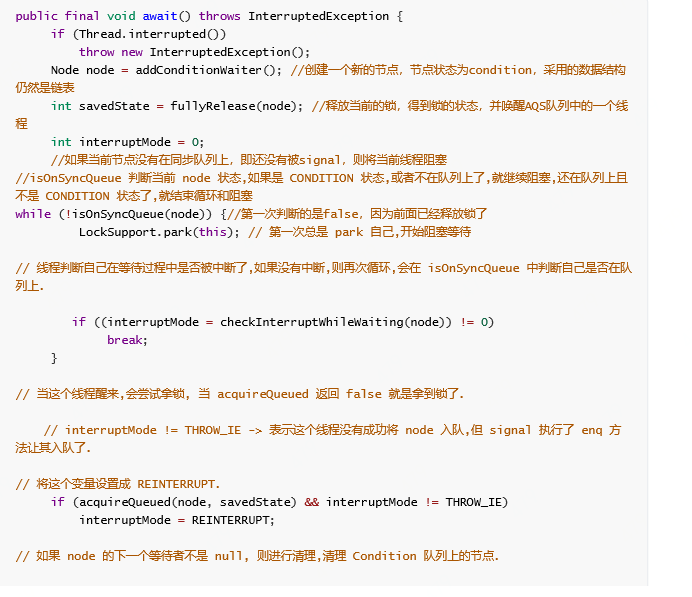 public final void await() throws InterruptedException {
if (Thread.interrupted())
throw new InterruptedException();
Node node = addConditionWaiter(); //创建一个新的节点，节点状态为condition，采用的数据结构
仍然是链表
int savedState = fullyRelease(node); //释放当前的锁，得到锁的状态，并唤醒AQS队列中的一个线
程
int interruptMode = 0;
//如果当前节点没有在同步队列上，即还没有被signal，则将当前线程阻塞
//isOnSyncQueue 判断当前 node 状态,如果是 CONDITION 状态,或者不在队列上了,就继续阻塞,还在队列上且
不是 CONDITION 状态了,就结束循环和阻塞
while (!isOnSyncQueue(node)) {//第一次判断的是false，因为前面已经释放锁了
LockSupport.park(this); // 第一次总是 park 自己,开始阻塞等待
// 线程判断自己在等待过程中是否被中断了,如果没有中断,则再次循环,会在 isOnSyncQueue 中判断自己是否在队
列上.
if ((interruptMode = checkInterruptWhileWaiting(node)) != 0)
break;
}
// 当这个线程醒来,会尝试拿锁, 当 acquireQueued 返回 false 就是拿到锁了.
// interruptMode != THROW_IE -> 表示这个线程没有成功将 node 入队,但 signal 执行了 enq 方
法让其入队了.
// 将这个变量设置成 REINTERRUPT.
if (acquireQueued(node, savedState) && interruptMode != THROW_IE)
interruptMode = REINTERRUPT;
// 如果 node 的下一个等待者不是 null, 则进行清理,清理 Condition 队列上的节点.